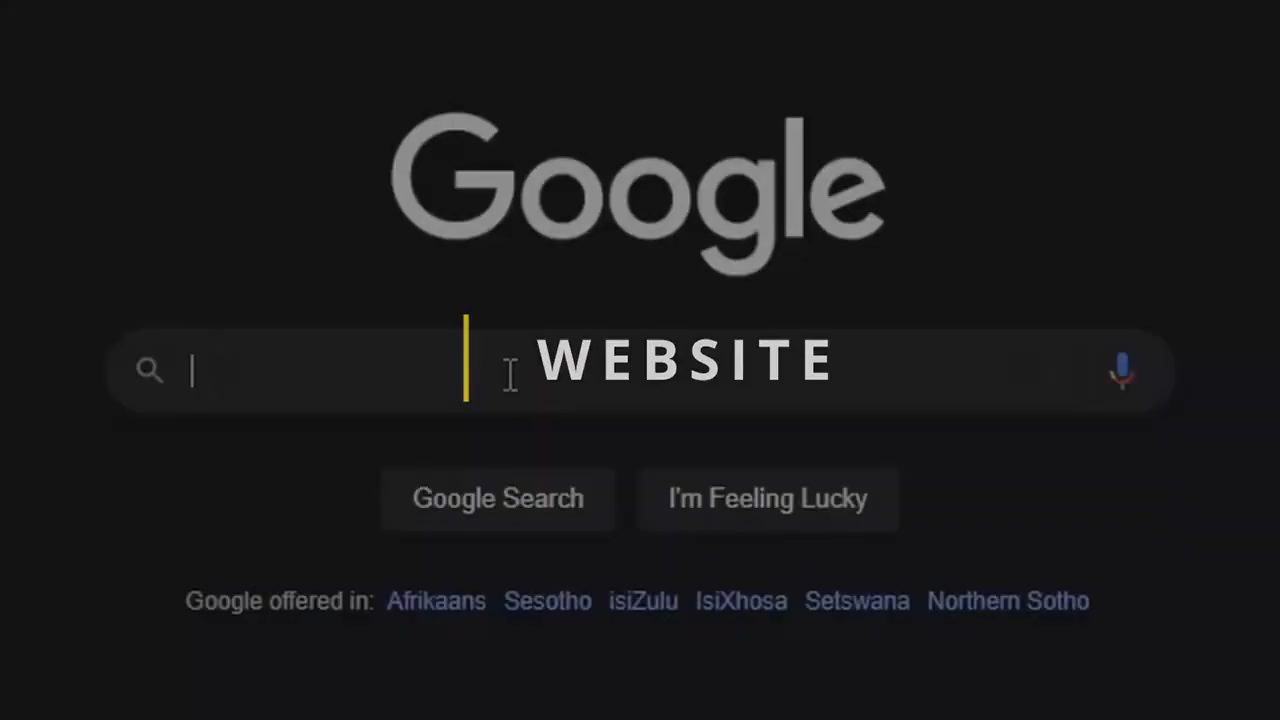 Google
WEBSITE
Google Search I'm Feeling Lucky
Google offered in: Afrikaans Sesotho isiZulu IsiXhosa Setswana Northern Sotho